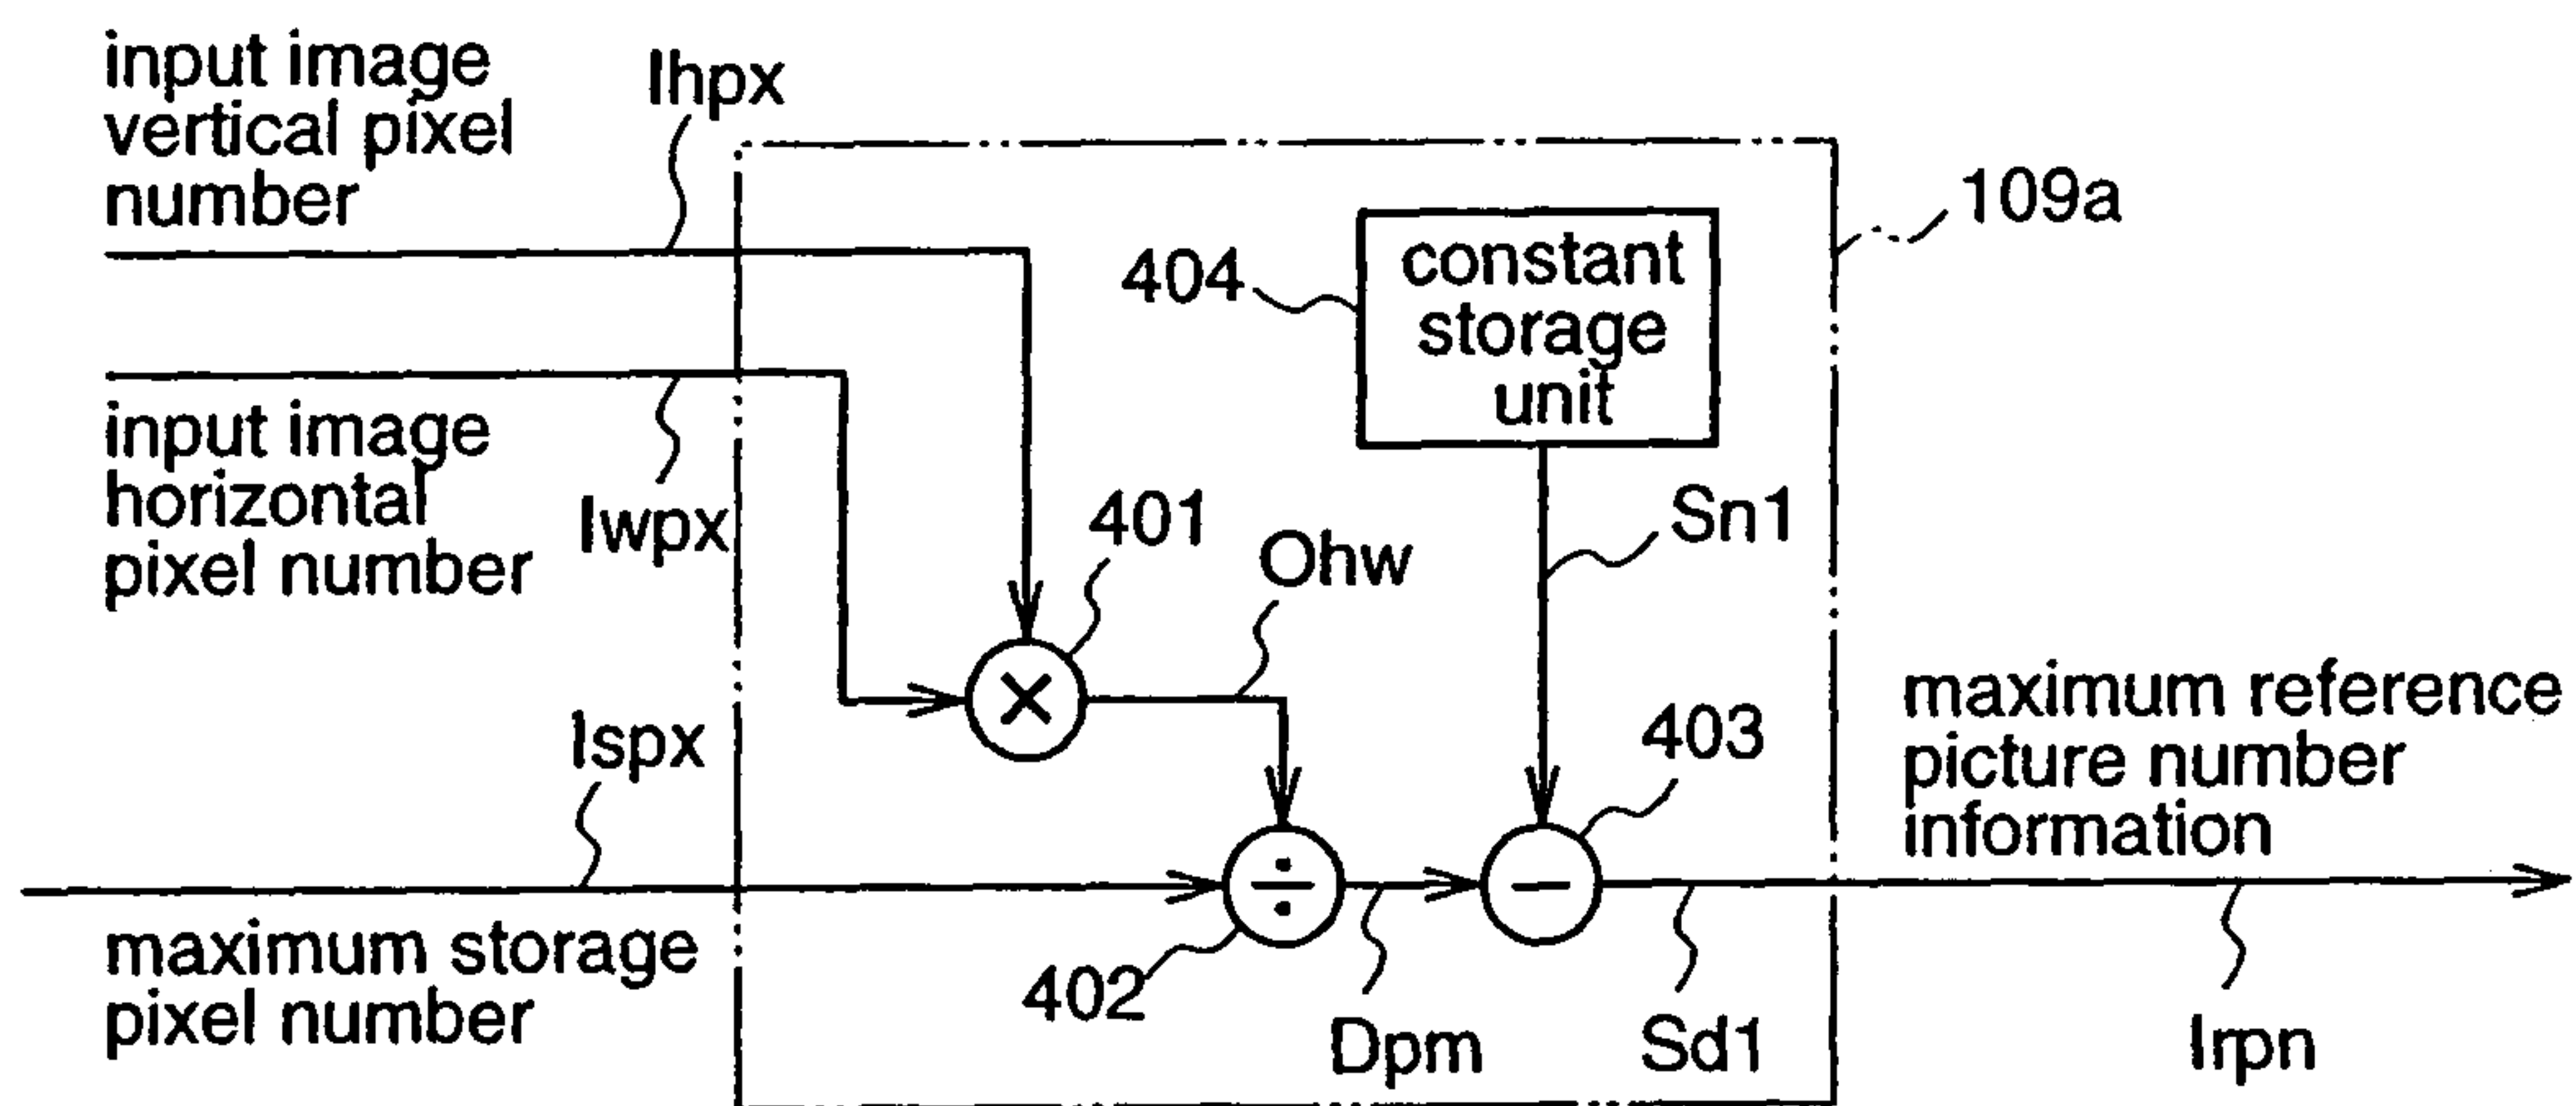 input image
vertical pixel
number
Ihpx
109a
404
constant
storage
unit
input image
horizontal
pixel number
Iwpx
401
Ohw
Sn1
Ispx
403
maximum reference
picture number
information
maximum storage
pixel number
402
Dpm
Sd1
Irpn
×
÷
−